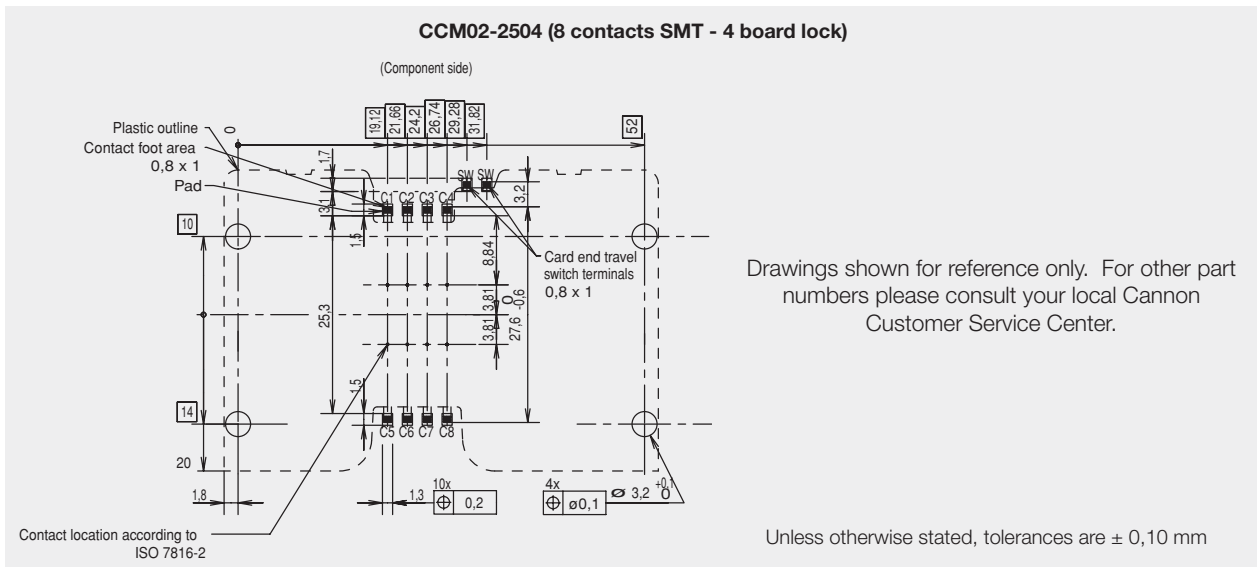 CCM02-2504 (8 contacts SMT - 4 board lock)
(Component side)
19,12
21,66
24,2
26,74
29,28
31,82
52
0
Plastic outline
Contact foot area
0,8 x 1
Pad
1,7
3,1
1,5
SW SW
3,2
C1 C2 C3 C4
10
8,84
Card end travel
switch terminals
0,8 x 1
Drawings shown for reference only. For other part
numbers please consult your local Cannon
Customer Service Center.
25,3
3,81
3,81
0
27,6 -0,6
1,5
14
C5 C6 C7 C8
20
1,8
1,3
10x
0,2
4x
ø0,1
Ø 3,2 +0,1 0
Contact location according to
ISO 7816-2
Unless otherwise stated, tolerances are ± 0,10 mm